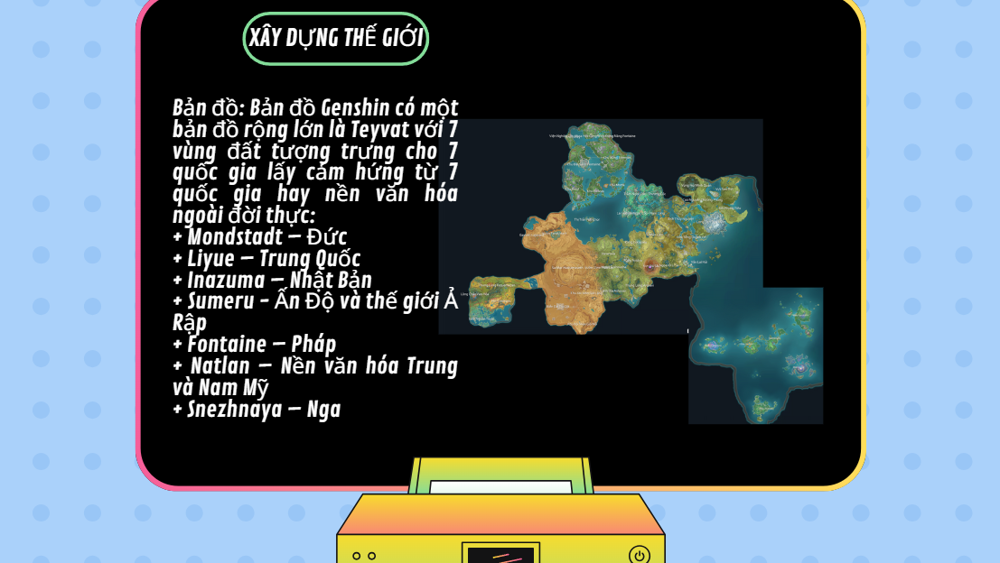 XÂY DỰNG THẾ GIỚI
Bản đồ: Bản đồ Genshin có một
bản đồ rộng lớn là Teyvat với 7
vùng đất tượng trưng cho 7
quốc gia lấy cảm hứng từ 7
quốc gia hay nền văn hóa
ngoài đời thực:
+ Mondstadt – Đức
+ Liyue – Trung Quốc
+ Inazuma – Nhật Bản
+ Sumeru - Ấn Độ và thế giới Ả
Rập
+ Fontaine – Pháp
+ Natlan – Nền văn hóa Trung
và Nam Mỹ
+ Snezhnaya – Nga